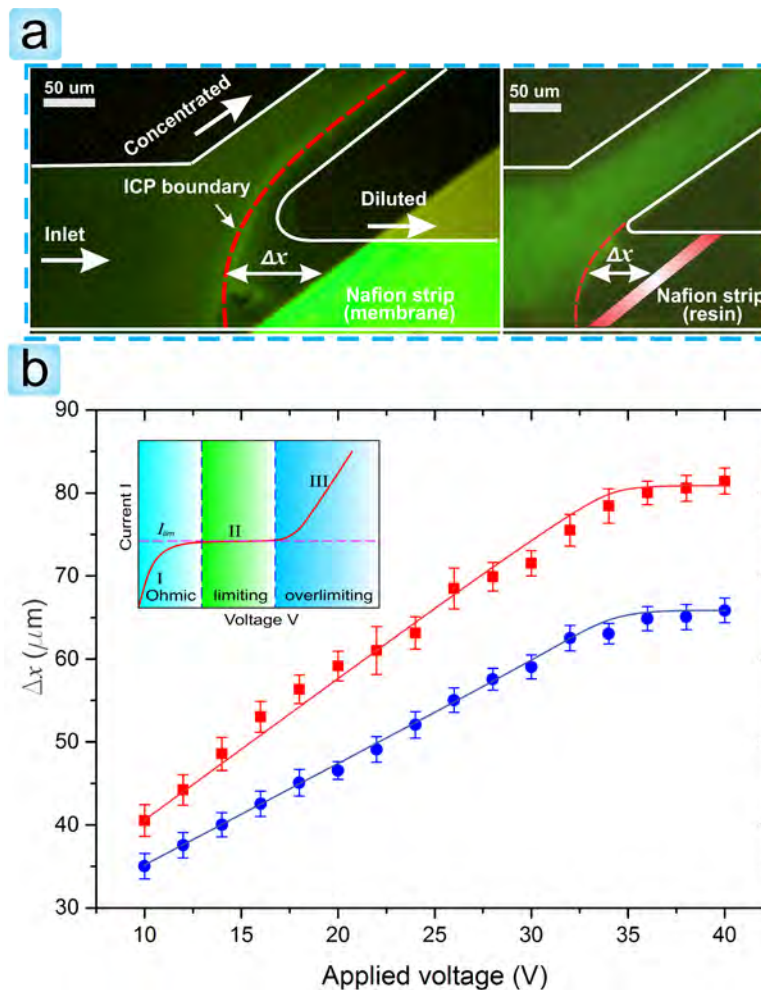 a
50 um
Concentrated
ICP boundary
Diluted
Inlet
Δx
Nafion strip
(membrane)
50 um
Δx
Nafion strip
(resin)
b
90
80
70
60
50
40
30
Δx (μm)
Current I
I_lim
I
II
III
Ohmic
limiting
overlimiting
Voltage V
10
15
20
25
30
35
40
Applied voltage (V)